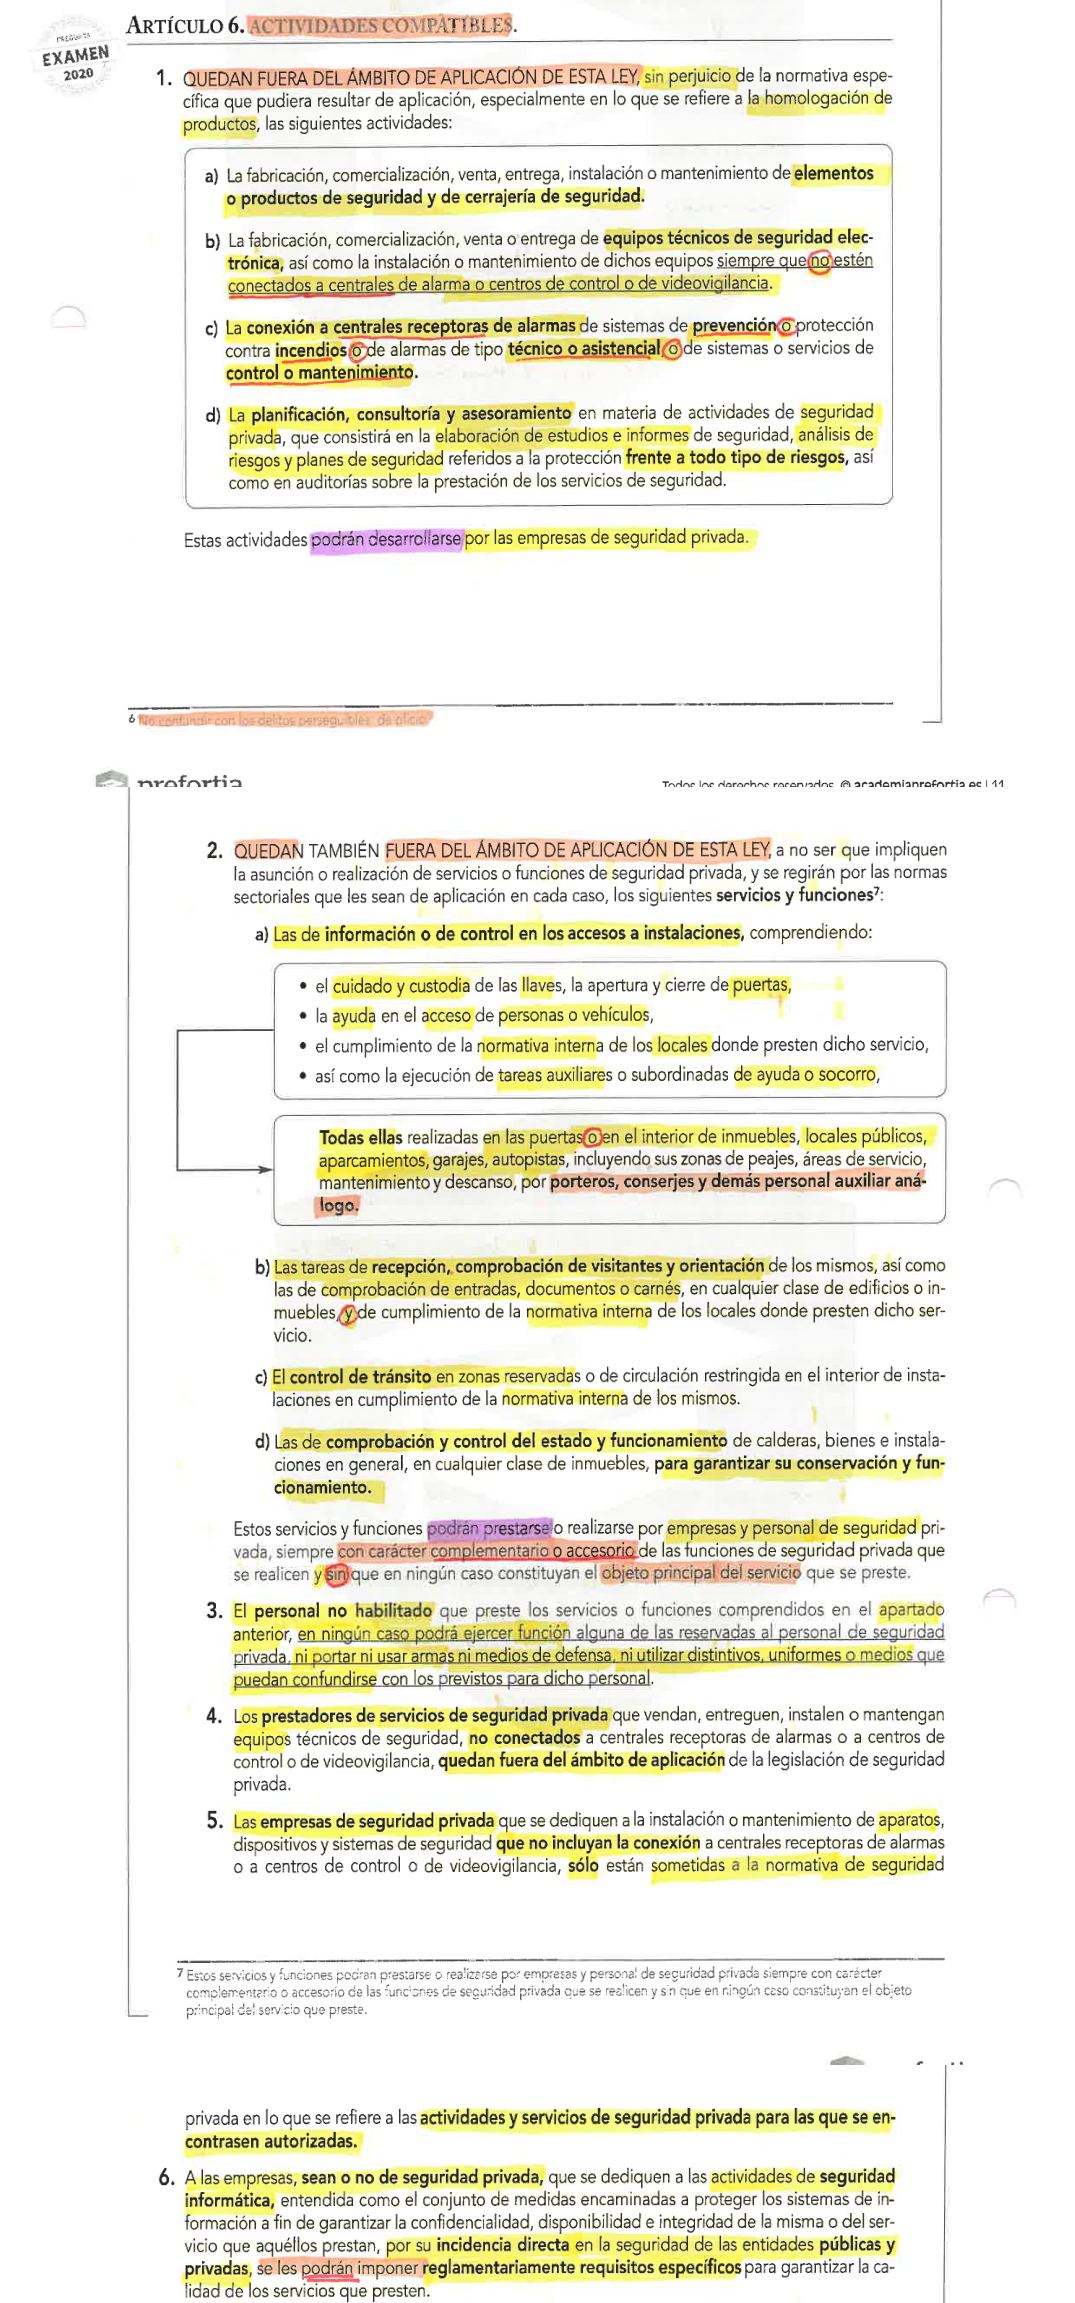 ARTÍCULO 6. ACTIVIDADES COMPATIBLES.
PREGUNTA
EXAMEN
2020
1. QUEDAN FUERA DEL ÁMBITO DE APLICACIÓN DE ESTA LEY, sin perjuicio de la normativa espe-
cífica que pudiera resultar de aplicación, especialmente en lo que se refiere a la homologación de
productos, las siguientes actividades:
a) La fabricación, comercialización, venta, entrega, instalación o mantenimiento de elementos
o productos de seguridad y de cerrajería de seguridad.
b) La fabricación, comercialización, venta o entrega de equipos técnicos de seguridad elec-
trónica, así como la instalación o mantenimiento de dichos equipos siempre que no estén
conectados a centrales de alarma o centros de control o de videovigilancia.
c) La conexión a centrales receptoras de alarmas de sistemas de prevención o protección
contra incendios o de alarmas de tipo técnico o asistencial, o de sistemas o servicios de
control o mantenimiento.
d) La planificación, consultoría y asesoramiento en materia de actividades de seguridad
privada, que consistirá en la elaboración de estudios e informes de seguridad, análisis de
riesgos y planes de seguridad referidos a la protección frente a todo tipo de riesgos, así
como en auditorías sobre la prestación de los servicios de seguridad.
Estas actividades podrán desarrollarse por las empresas de seguridad privada.
6 No confundir con los delitos perseguibles de oficio.
prefortia
Todos los derechos reservados. © academiaprefortia.es | 11
2. QUEDAN TAMBIÉN FUERA DEL ÁMBITO DE APLICACIÓN DE ESTA LEY, a no ser que impliquen
la asunción o realización de servicios o funciones de seguridad privada, y se regirán por las normas
sectoriales que les sean de aplicación en cada caso, los siguientes servicios y funciones7:
a) Las de información o de control en los accesos a instalaciones, comprendiendo:
• el cuidado y custodia de las llaves, la apertura y cierre de puertas,
• la ayuda en el acceso de personas o vehículos,
• el cumplimiento de la normativa interna de los locales donde presten dicho servicio,
• así como la ejecución de tareas auxiliares o subordinadas de ayuda o socorro,
Todas ellas realizadas en las puertas o en el interior de inmuebles, locales públicos,
aparcamientos, garajes, autopistas, incluyendo sus zonas de peajes, áreas de servicio,
mantenimiento y descanso, por porteros, conserjes y demás personal auxiliar aná-
logo.
b) Las tareas de recepción, comprobación de visitantes y orientación de los mismos, así como
las de comprobación de entradas, documentos o carnés, en cualquier clase de edificios o in-
muebles, y de cumplimiento de la normativa interna de los locales donde presten dicho ser-
vicio.
c) El control de tránsito en zonas reservadas o de circulación restringida en el interior de insta-
laciones en cumplimiento de la normativa interna de los mismos.
d) Las de comprobación y control del estado y funcionamiento de calderas, bienes e instala-
ciones en general, en cualquier clase de inmuebles, para garantizar su conservación y fun-
cionamiento.
Estos servicios y funciones podrán prestarse o realizarse por empresas y personal de seguridad pri-
vada, siempre con carácter complementario o accesorio de las funciones de seguridad privada que
se realicen y sin que en ningún caso constituyan el objeto principal del servicio que se preste.
3. El personal no habilitado que preste los servicios o funciones comprendidos en el apartado
anterior, en ningún caso podrá ejercer función alguna de las reservadas al personal de seguridad
privada, ni portar ni usar armas ni medios de defensa, ni utilizar distintivos, uniformes o medios que
puedan confundirse con los previstos para dicho personal.
4. Los prestadores de servicios de seguridad privada que vendan, entreguen, instalen o mantengan
equipos técnicos de seguridad, no conectados a centrales receptoras de alarmas o a centros de
control o de videovigilancia, quedan fuera del ámbito de aplicación de la legislación de seguridad
privada.
5. Las empresas de seguridad privada que se dediquen a la instalación o mantenimiento de aparatos,
dispositivos y sistemas de seguridad que no incluyan la conexión a centrales receptoras de alarmas
o a centros de control o de videovigilancia, sólo están sometidas a la normativa de seguridad
7 Estos servicios y funciones podrán prestarse o realizarse por empresas y personal de seguridad privada siempre con carácter
complementario o accesorio de las funciones de seguridad privada que se realicen y sin que en ningún caso constituyan el objeto
principal del servicio que preste.
privada en lo que se refiere a las actividades y servicios de seguridad privada para las que se en-
contrasen autorizadas.
6. A las empresas, sean o no de seguridad privada, que se dediquen a las actividades de seguridad
informática, entendida como el conjunto de medidas encaminadas a proteger los sistemas de in-
formación a fin de garantizar la confidencialidad, disponibilidad e integridad de la misma o del ser-
vicio que aquéllos prestan, por su incidencia directa en la seguridad de las entidades públicas y
privadas, se les podrán imponer reglamentariamente requisitos específicos para garantizar la ca-
lidad de los servicios que presten.